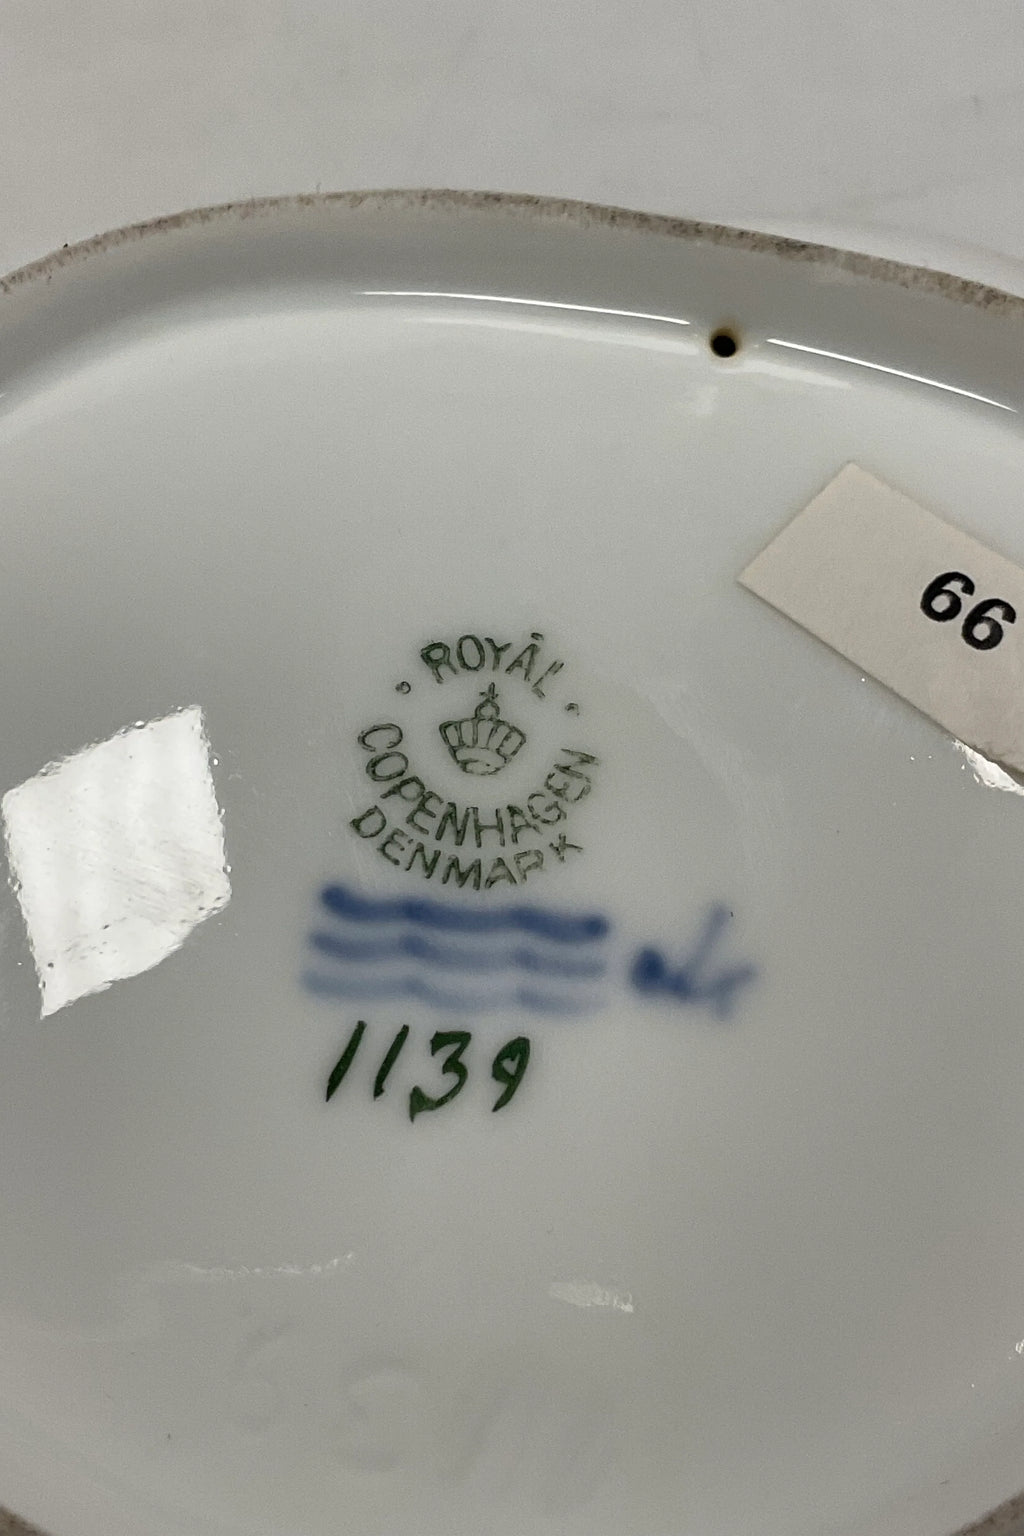 66
ROYAL
COPENHAGEN
DENMARK
1139